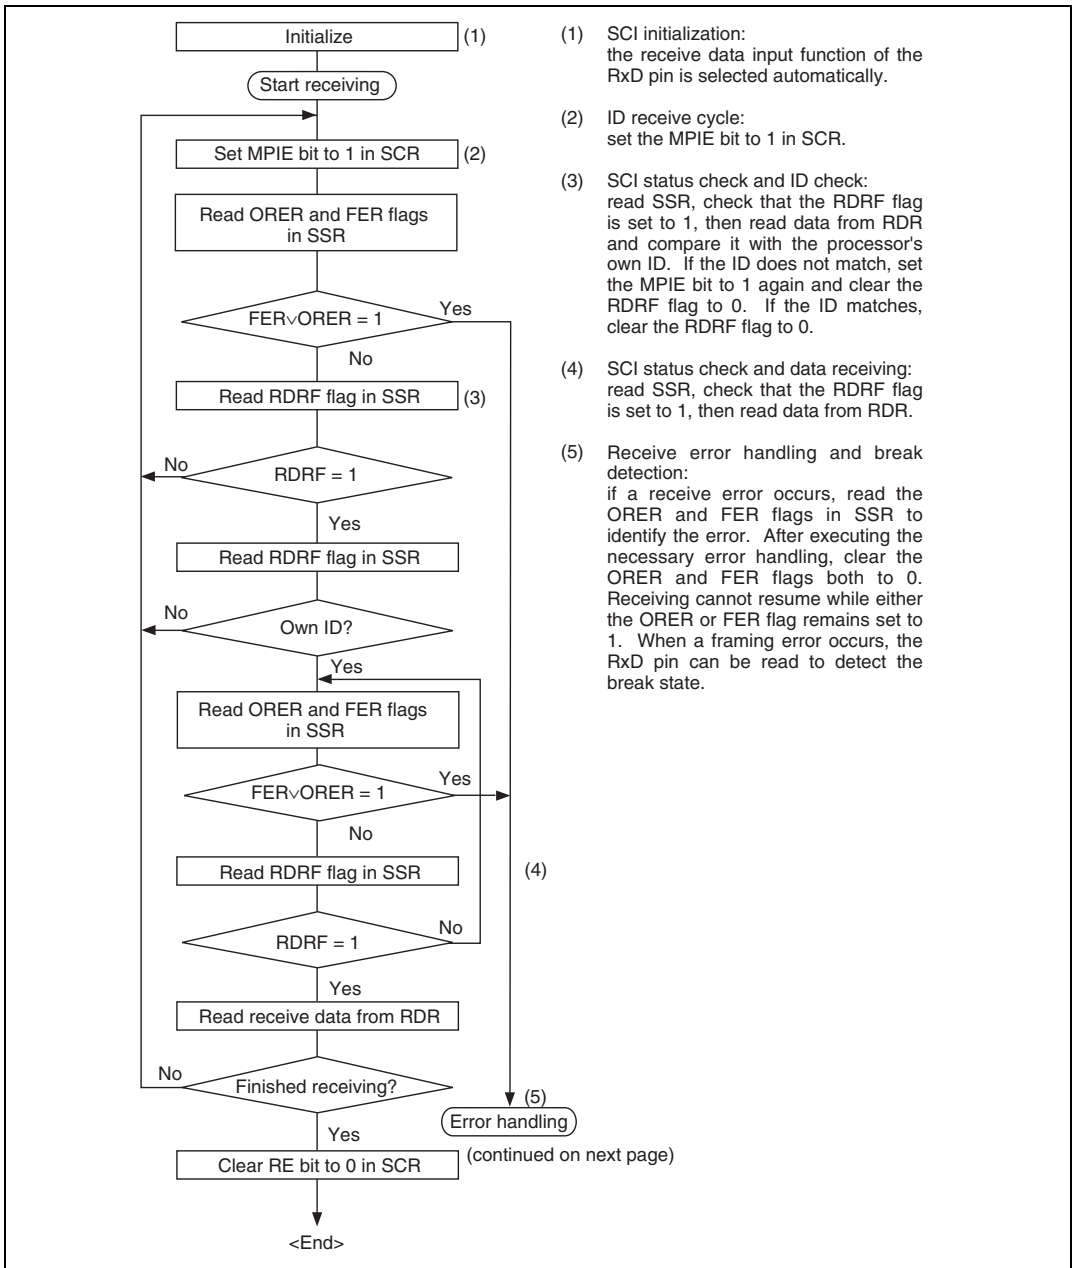 Initialize
(1)
Start receiving
Set MPIE bit to 1 in SCR
(2)
Read ORER and FER flags
in SSR
FER∨ORER = 1
Yes
No
Read RDRF flag in SSR
(3)
RDRF = 1
No
Yes
Read RDRF flag in SSR
Own ID?
No
Yes
Read ORER and FER flags
in SSR
FER∨ORER = 1
Yes
No
Read RDRF flag in SSR
(4)
RDRF = 1
No
Yes
Read receive data from RDR
Finished receiving?
No
Yes
(5)
Error handling
(continued on next page)
Clear RE bit to 0 in SCR
<End>
(1) SCI initialization:
the receive data input function of the
RxD pin is selected automatically.
(2) ID receive cycle:
set the MPIE bit to 1 in SCR.
(3) SCI status check and ID check:
read SSR, check that the RDRF flag
is set to 1, then read data from RDR
and compare it with the processor's
own ID. If the ID does not match, set
the MPIE bit to 1 again and clear the
RDRF flag to 0. If the ID matches,
clear the RDRF flag to 0.
(4) SCI status check and data receiving:
read SSR, check that the RDRF flag
is set to 1, then read data from RDR.
(5) Receive error handling and break
detection:
if a receive error occurs, read the
ORER and FER flags in SSR to
identify the error. After executing the
necessary error handling, clear the
ORER and FER flags both to 0.
Receiving cannot resume while either
the ORER or FER flag remains set to
1. When a framing error occurs, the
RxD pin can be read to detect the
break state.